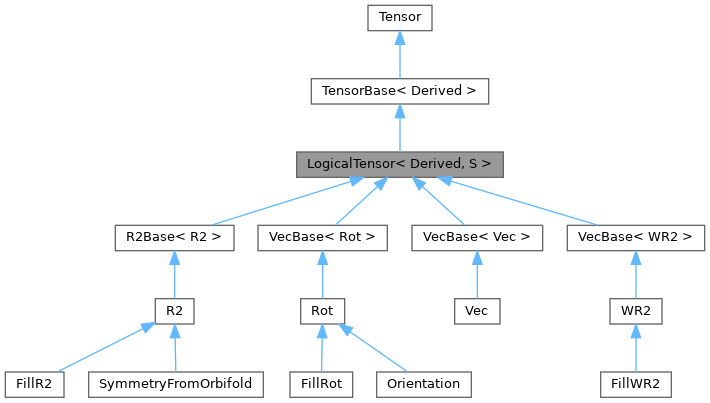 Tensor
TensorBase< Derived >
LogicalTensor< Derived, S >
R2Base< R2 >
VecBase< Rot >
VecBase< Vec >
VecBase< WR2 >
R2
Rot
Vec
WR2
FillR2
SymmetryFromOrbifold
FillRot
Orientation
FillWR2